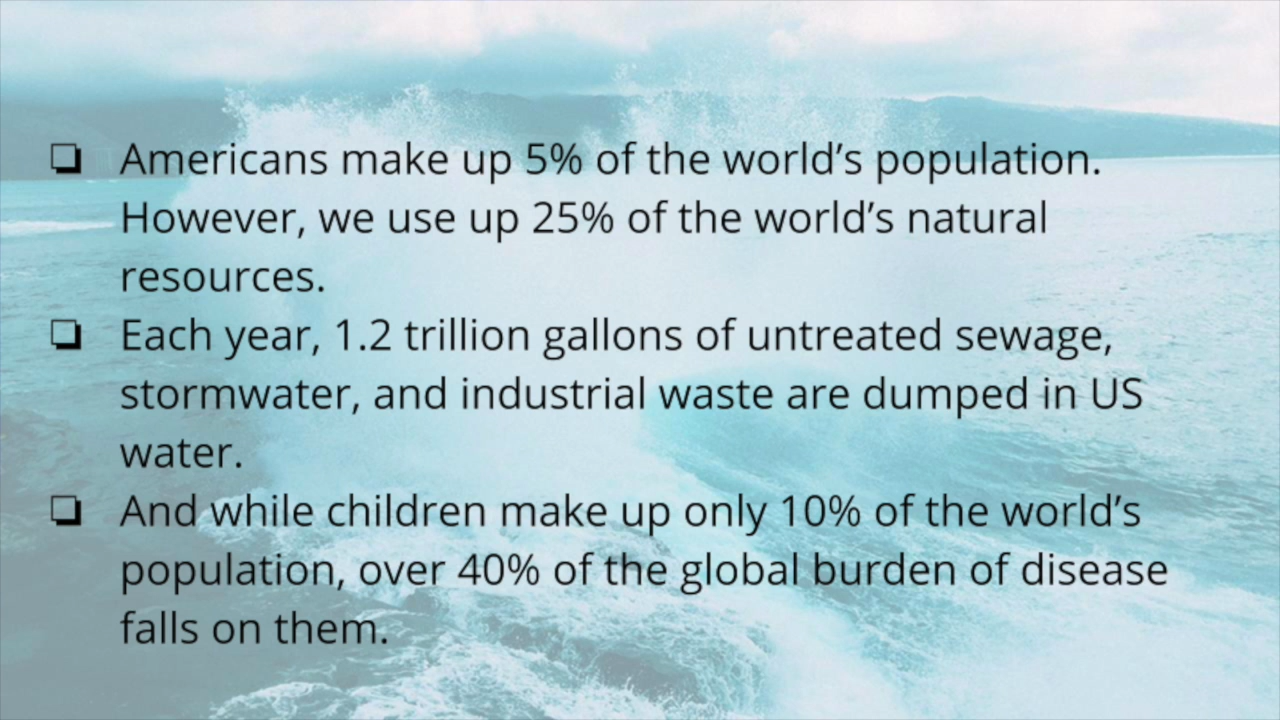 ❏ Americans make up 5% of the world’s population.
However, we use up 25% of the world’s natural
resources.
❏ Each year, 1.2 trillion gallons of untreated sewage,
stormwater, and industrial waste are dumped in US
water.
❏ And while children make up only 10% of the world’s
population, over 40% of the global burden of disease
falls on them.